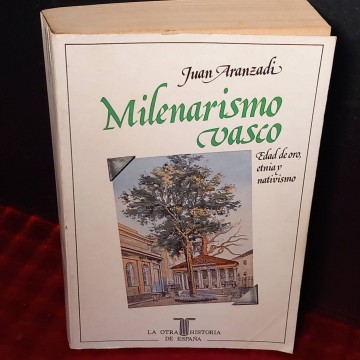 Juan Aranzadi
Milenarismo
vasco
Edad de oro,
etnia y
nativismo
LA OTRA HISTORIA
DE ESPAÑA